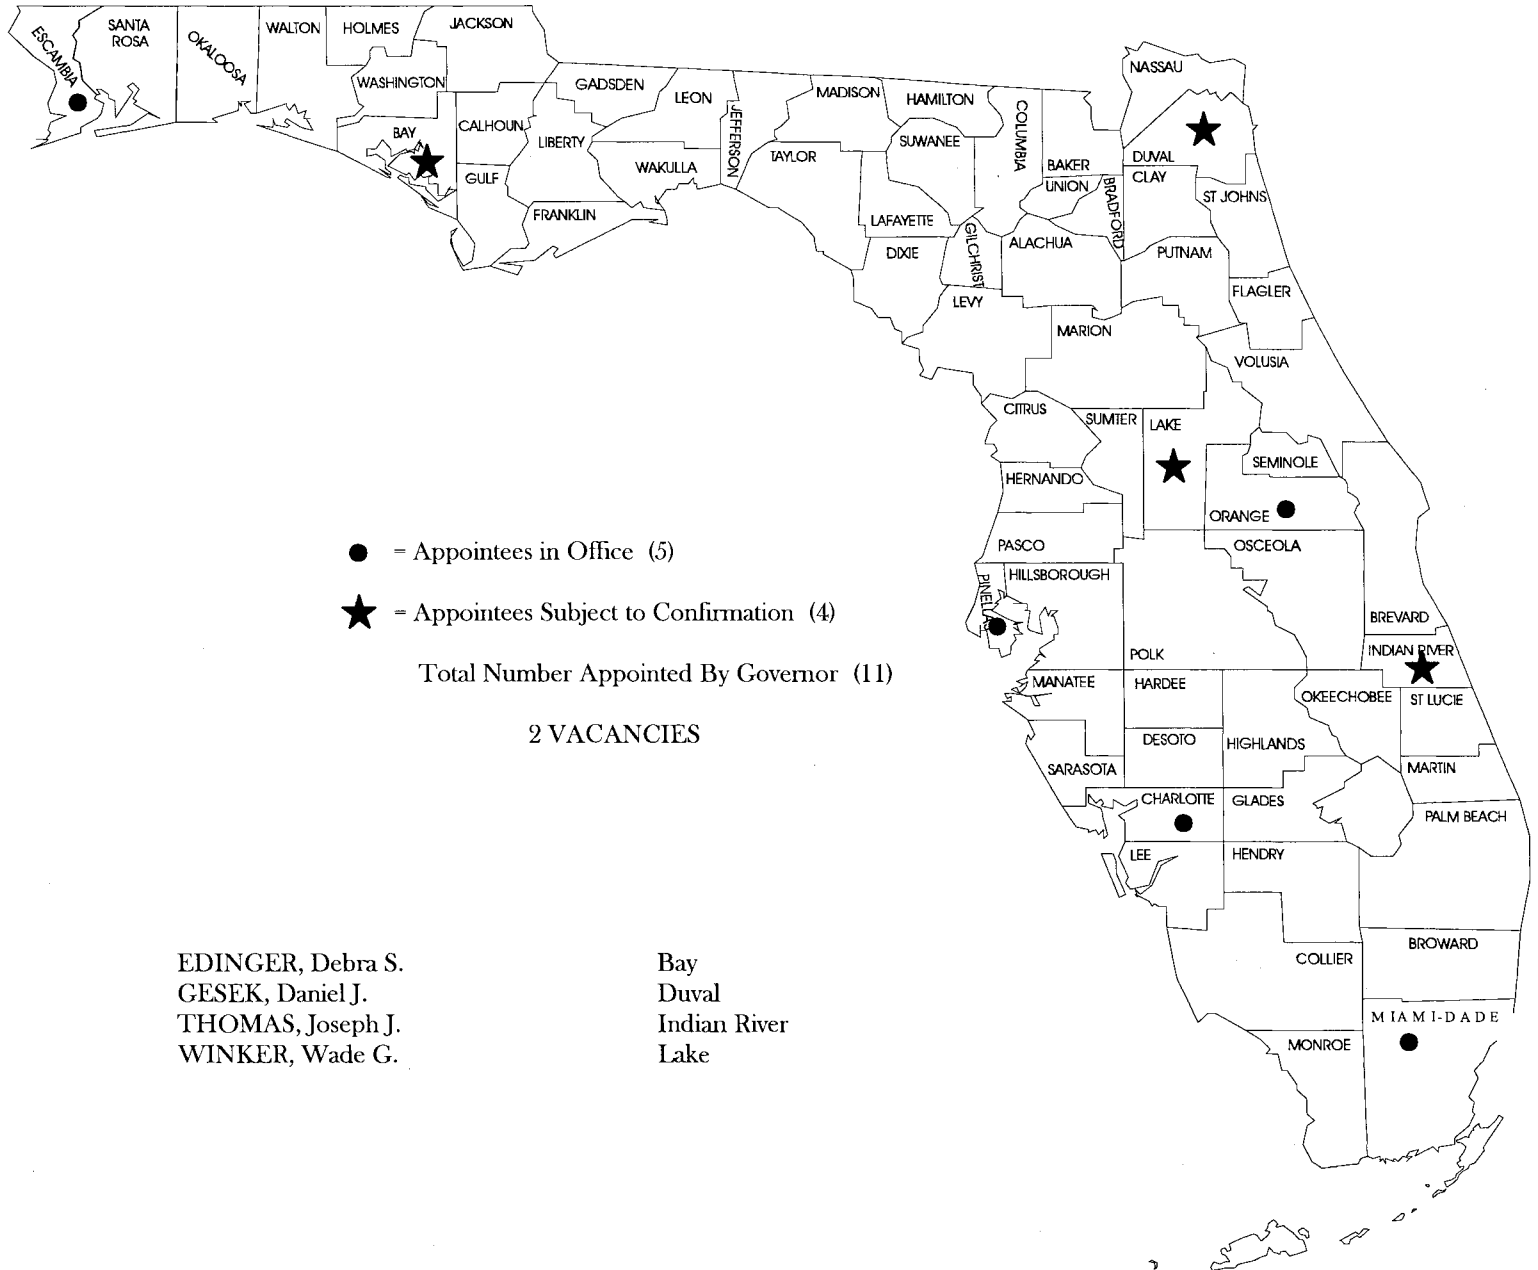 ESCAMBIA
SANTA
ROSA
OKALOOSA
WALTON
HOLMES
JACKSON
WASHINGTON
BAY
CALHOUN
GULF
LIBERTY
GADSDEN
FRANKLIN
LEON
WAKULLA
JEFFERSON
MADISON
TAYLOR
HAMILTON
SUWANEE
LAFAYETTE
DIXIE
COLUMBIA
GILCHRIST
LEVY
BAKER
UNION
BRADFORD
ALACHUA
NASSAU
DUVAL
CLAY
ST JOHNS
PUTNAM
FLAGLER
MARION
VOLUSIA
CITRUS
SUMTER
LAKE
SEMINOLE
HERNANDO
ORANGE
PASCO
OSCEOLA
HILLSBOROUGH
PINELLAS
POLK
BREVARD
INDIAN RIVER
MANATEE
HARDEE
OKEECHOBEE
ST LUCIE
DESOTO
HIGHLANDS
SARASOTA
MARTIN
CHARLOTTE
GLADES
PALM BEACH
LEE
HENDRY
COLLIER
BROWARD
MIAMI-DADE
MONROE
= Appointees in Office (5)
= Appointees Subject to Confirmation (4)
Total Number Appointed By Governor (11)
2 VACANCIES
EDINGER, Debra S. Bay
GESEK, Daniel J. Duval
THOMAS, Joseph J. Indian River
WINKER, Wade G. Lake